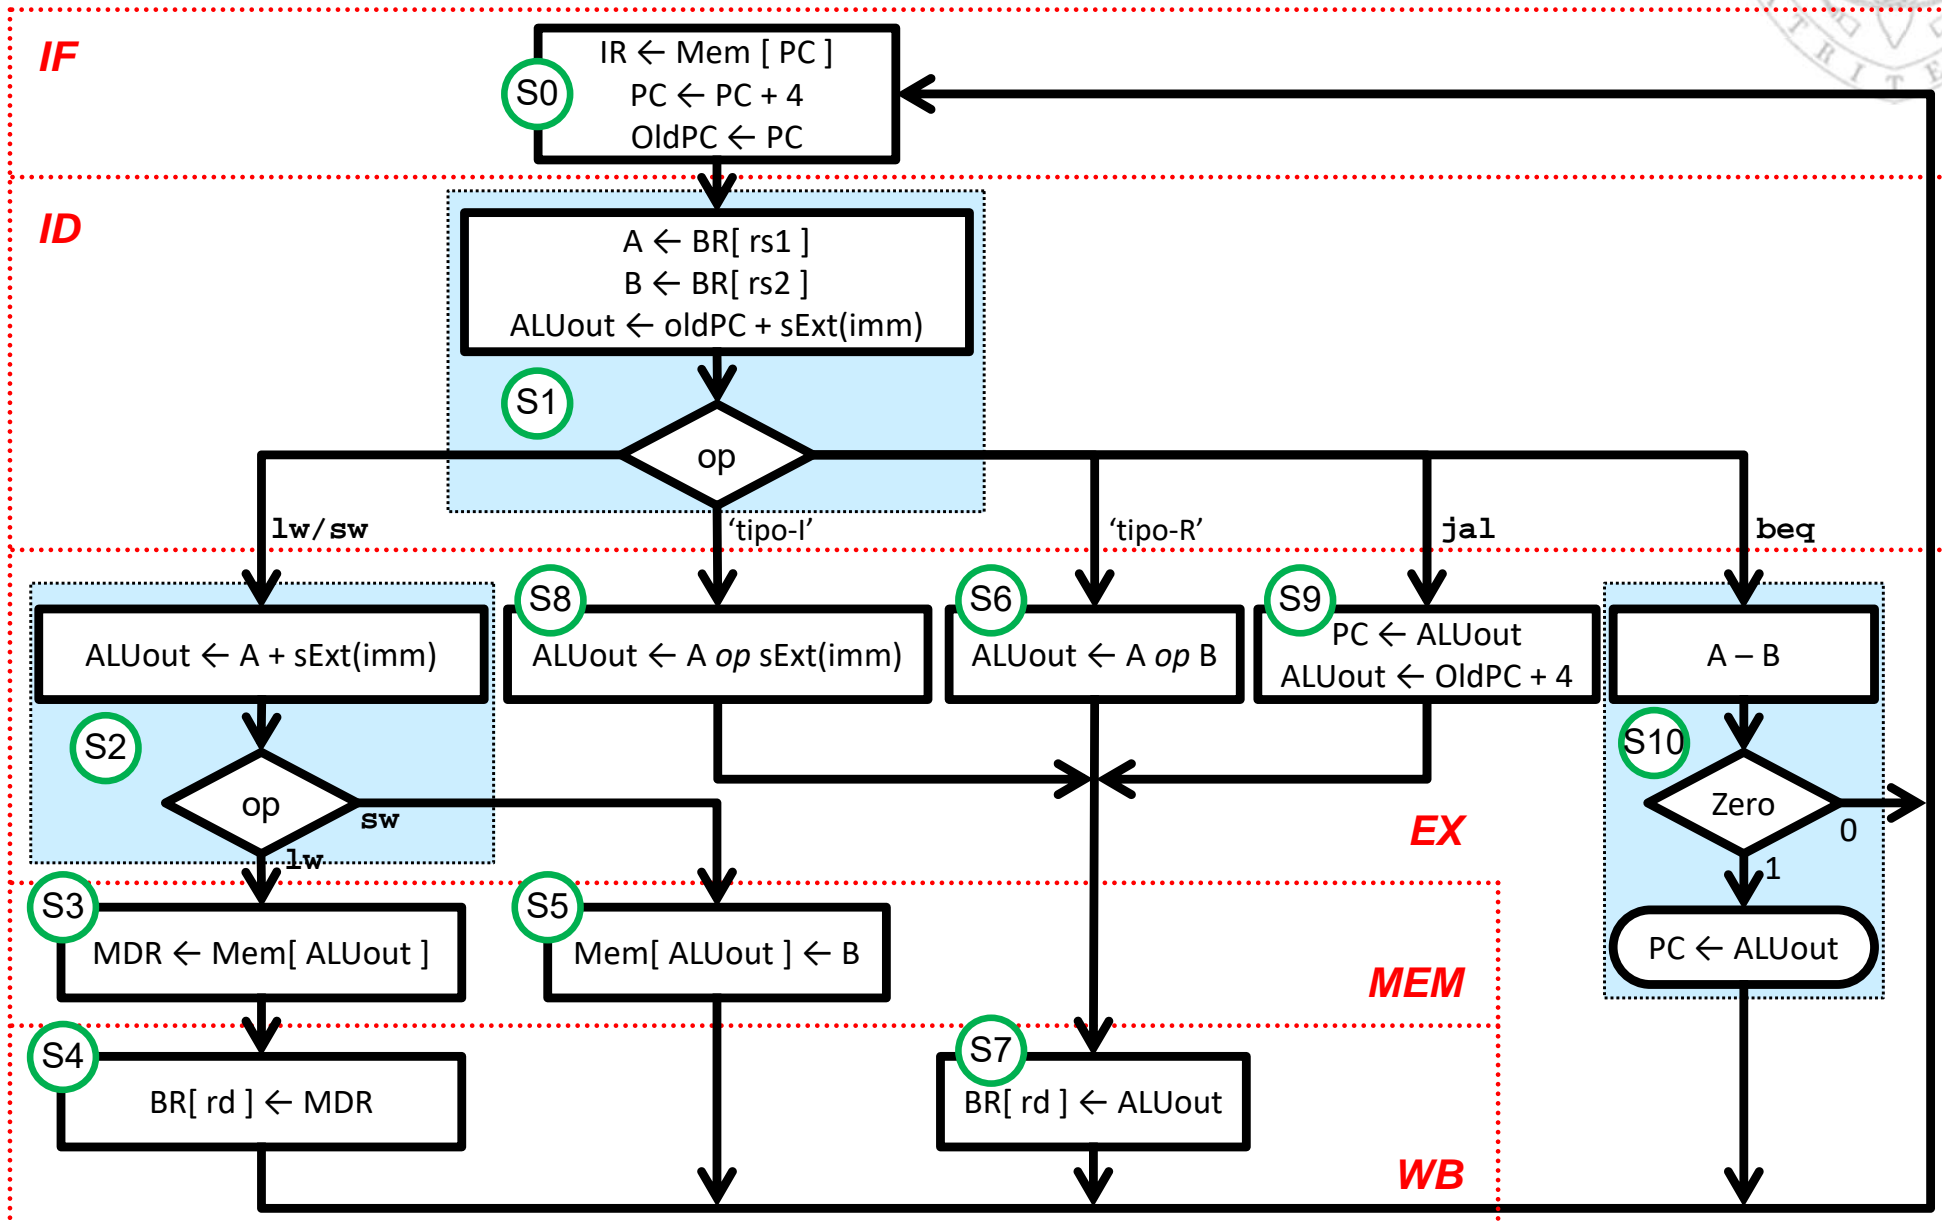 IF
S0
IR ← Mem [ PC ]
PC ← PC + 4
OldPC ← PC
ID
A ← BR[ rs1 ]
B ← BR[ rs2 ]
ALUout ← oldPC + sExt(imm)
S1
op
lw/sw
‘tipo-I’
‘tipo-R’
jal
beq
S2
ALUout ← A + sExt(imm)
op
sw
lw
S8
ALUout ← A op sExt(imm)
S6
ALUout ← A op B
S9
PC ← ALUout
ALUout ← OldPC + 4
A – B
S10
Zero
0
1
PC ← ALUout
EX
S3
MDR ← Mem[ ALUout ]
S5
Mem[ ALUout ] ← B
MEM
S4
BR[ rd ] ← MDR
S7
BR[ rd ] ← ALUout
WB